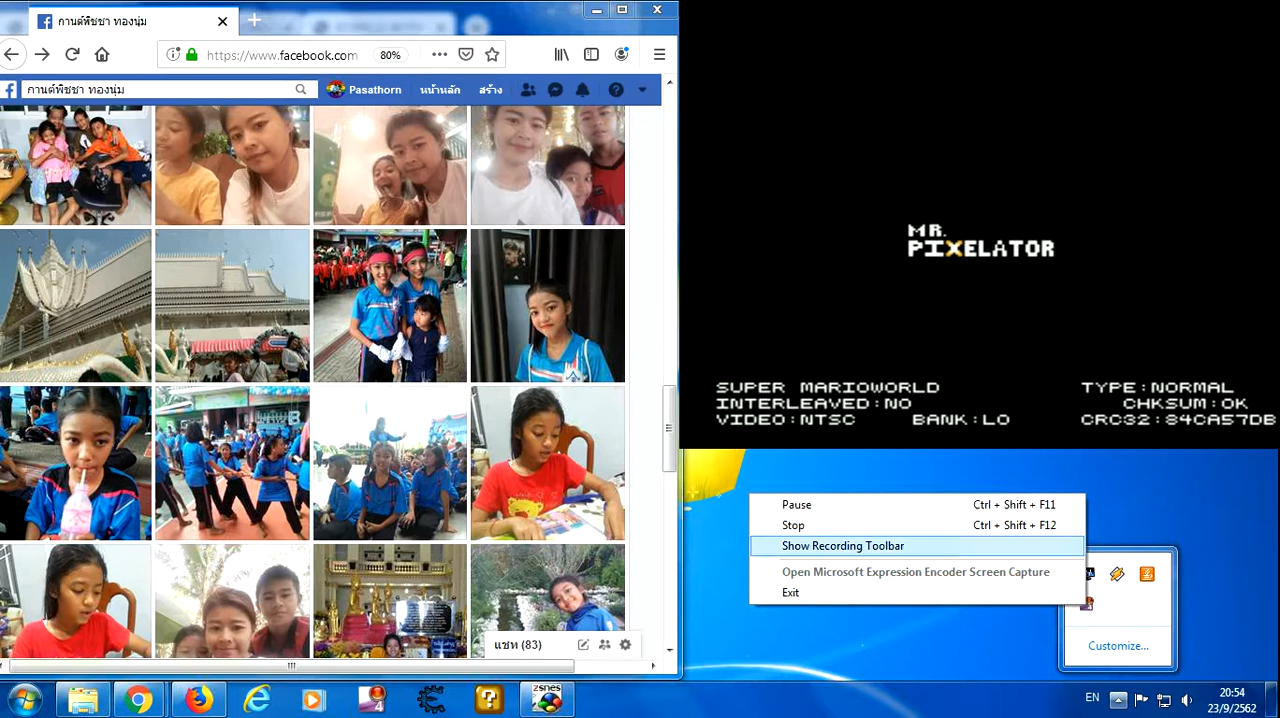 กานต์พืชชา ทองนุ่ม
https://www.facebook.com
80%
กานต์พืชชา ทองนุ่ม
Pasathorn
หน้าหลัก
สร้าง
MR.
PIXELATOR
SUPER MARIOWORLD
TYPE:NORMAL
INTERLEAVED:NO
CHKSUM:OK
VIDEO:NTSC
BANK:LO
CRC32:84CA57DB
Pause Ctrl + Shift + F11
Stop Ctrl + Shift + F12
Show Recording Toolbar
Open Microsoft Expression Encoder Screen Capture
Exit
Customize...
แชท (83)
4
zsnes
EN
20:54
23/9/2562